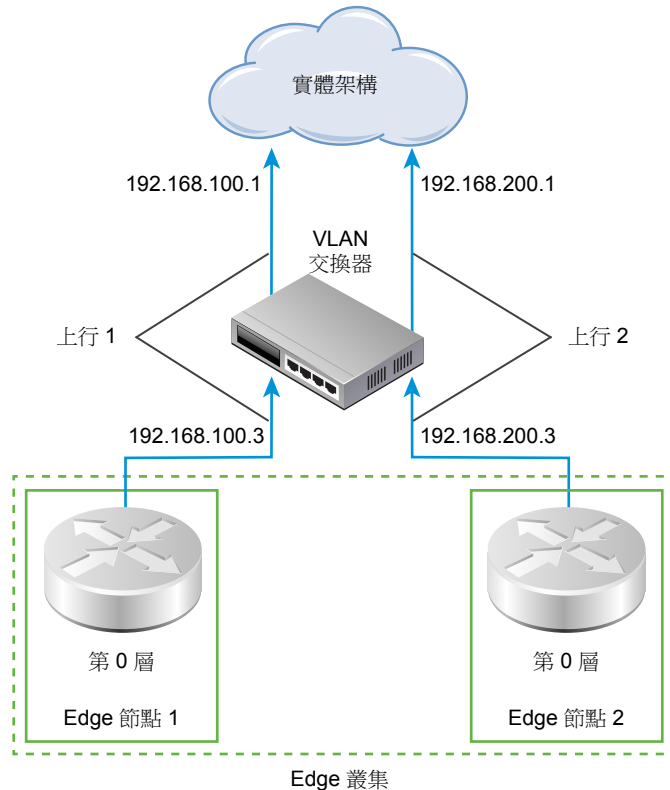 實體架構
192.168.100.1
192.168.200.1
VLAN
交換器
上行 1
上行 2
192.168.100.3
192.168.200.3
第 0 層
第 0 層
Edge 節點 1
Edge 節點 2
Edge 叢集